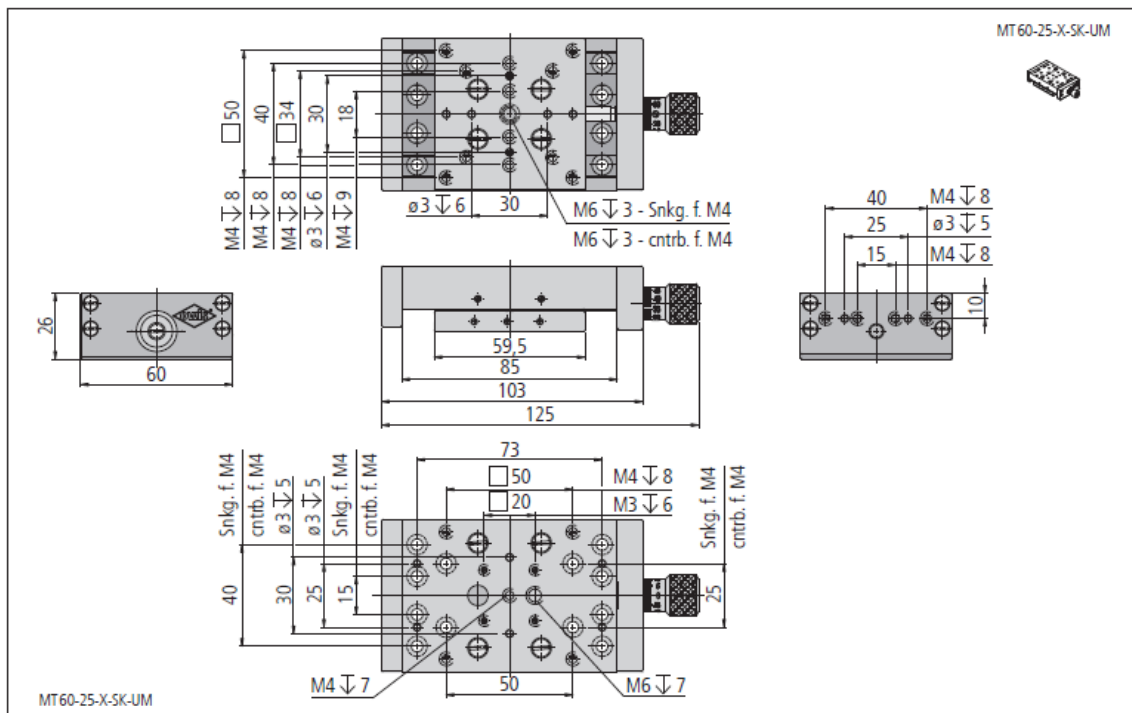 MT60-25-X-SK-UM
□ 50
40
□ 34
30
18
M4 ↧ 8
M4 ↧ 8
M4 ↧ 8
ø3 ↧ 6
M4 ↧ 9
ø3 ↧ 6
30
M6 ↧ 3 - Snkg. f. M4
M6 ↧ 3 - cntrb. f. M4
40
M4 ↧ 8
25
ø3 ↧ 5
15
M4 ↧ 8
10
26
60
59,5
85
103
125
73
□ 50
M4 ↧ 8
□ 20
M3 ↧ 6
Snkg. f. M4
cntrb. f. M4
ø3 ↧ 5
ø3 ↧ 5
Snkg. f. M4
cntrb. f. M4
Snkg. f. M4
cntrb. f. M4
40
30
25
15
25
M4 ↧ 7
50
M6 ↧ 7
MT60-25-X-SK-UM